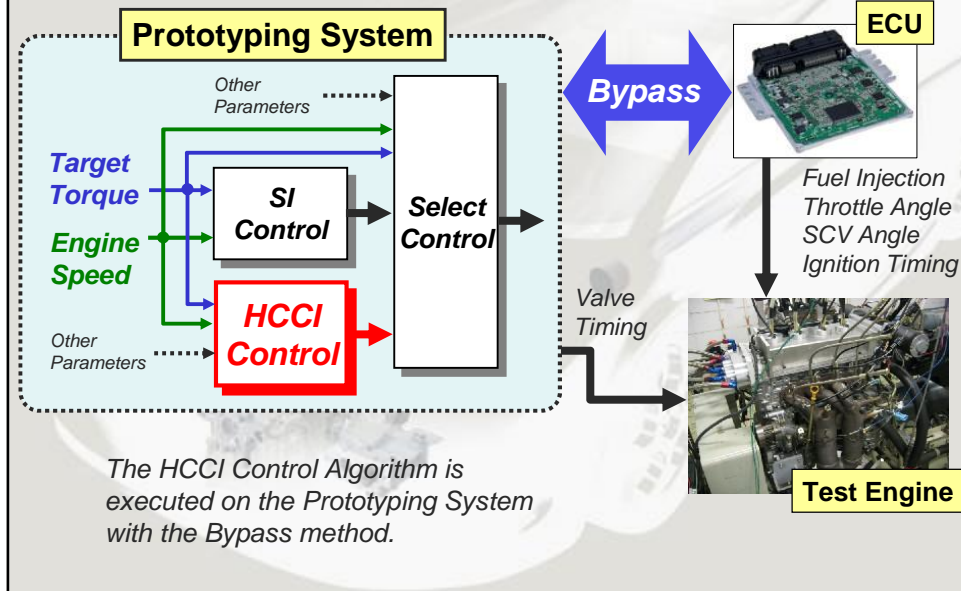 Prototyping System
ECU
Other
Parameters
Bypass
Target
Torque
SI
Control
Select
Control
Engine
Speed
HCCI
Control
Other
Parameters
Fuel Injection
Throttle Angle
SCV Angle
Ignition Timing
Valve
Timing
Test Engine
The HCCI Control Algorithm is
executed on the Prototyping System
with the Bypass method.